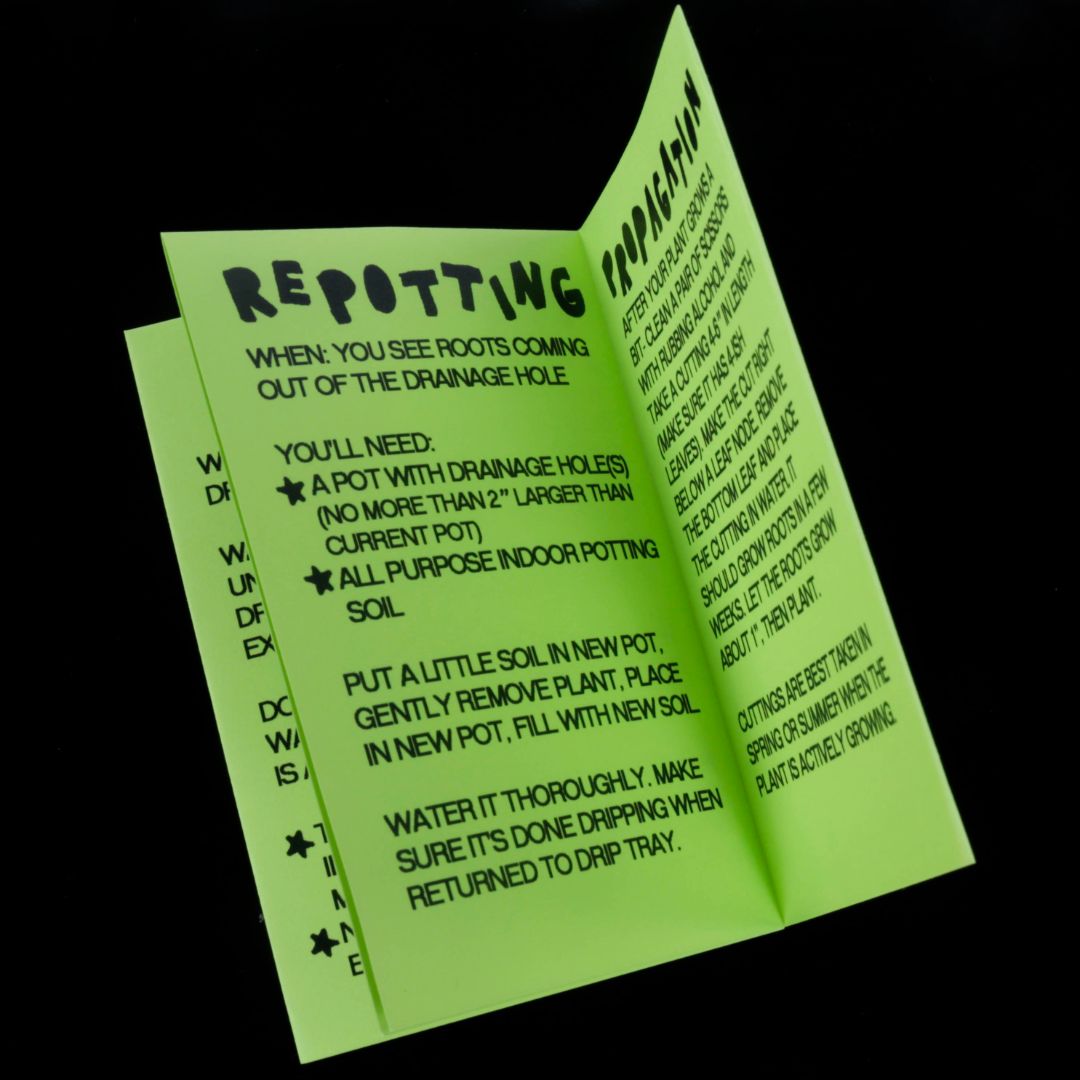 REPOTTING
WHEN: YOU SEE ROOTS COMING
OUT OF THE DRAINAGE HOLE
YOU'LL NEED:
A POT WITH DRAINAGE HOLE(S)
(NO MORE THAN 2" LARGER THAN
CURRENT POT)
ALL PURPOSE INDOOR POTTING
SOIL
PUT A LITTLE SOIL IN NEW POT,
GENTLY REMOVE PLANT, PLACE
IN NEW POT, FILL WITH NEW SOIL
WATER IT THOROUGHLY. MAKE
SURE IT'S DONE DRIPPING WHEN
RETURNED TO DRIP TRAY.
PROPAGATION
AFTER YOUR PLANT GROWS A
BIT- CLEAN A PAIR OF SCISSORS
WITH RUBBING ALCOHOL AND
TAKE A CUTTING 4-6" IN LENGTH
(MAKE SURE IT HAS 4-ISH
LEAVES). MAKE THE CUT RIGHT
BELOW A LEAF NODE. REMOVE
THE BOTTOM LEAF AND PLACE
THE CUTTING IN WATER. IT
SHOULD GROW ROOTS IN A FEW
WEEKS. LET THE ROOTS GROW
ABOUT 1", THEN PLANT.
CUTTINGS ARE BEST TAKEN IN
SPRING OR SUMMER WHEN THE
PLANT IS ACTIVELY GROWING.